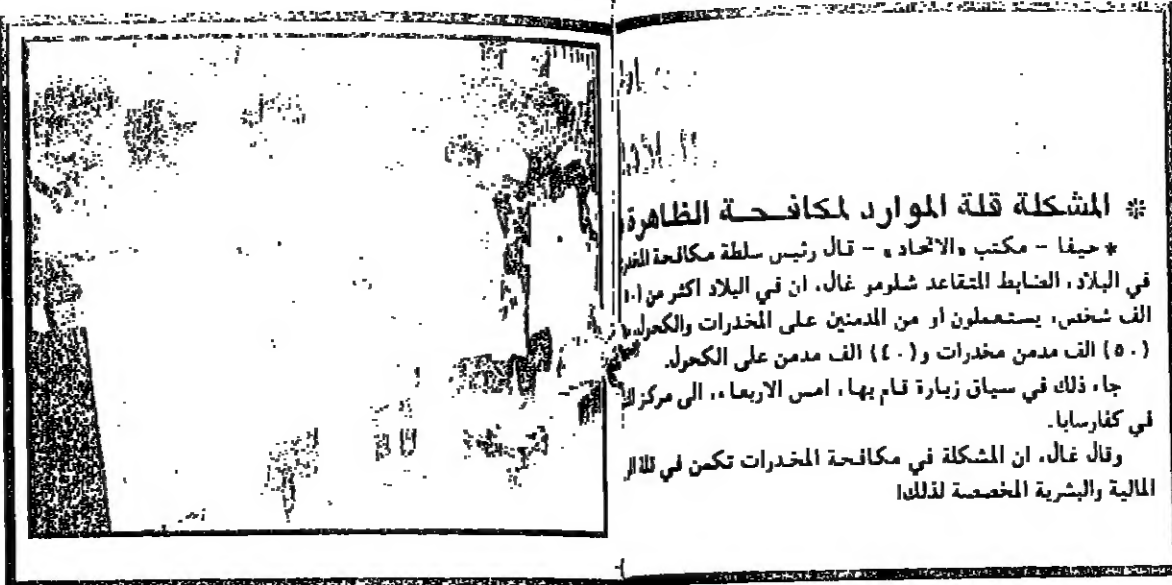 * المشكلة قلة الموارد لمكافحة الظاهرة
* حيفا - مكتب «الاتحاد» - قال رئيس سلطة مكافحة
في البلاد، الضابط المتقاعد شلومو غال، ان في البلاد اكثر من
الف شخص، يستعملون او من المدمنين على المخدرات والكحول،
(٥٠) الف مدمن مخدرات و(٤٠) الف مدمن على الكحول.
جاء ذلك في سياق زيارة قام بها، امس الاربعاء، الى مركز
في كفارسابا.
وقال غال، ان المشكلة في مكافحة المخدرات تكمن في قلة
المالية والبشرية المخصصة لذلك!